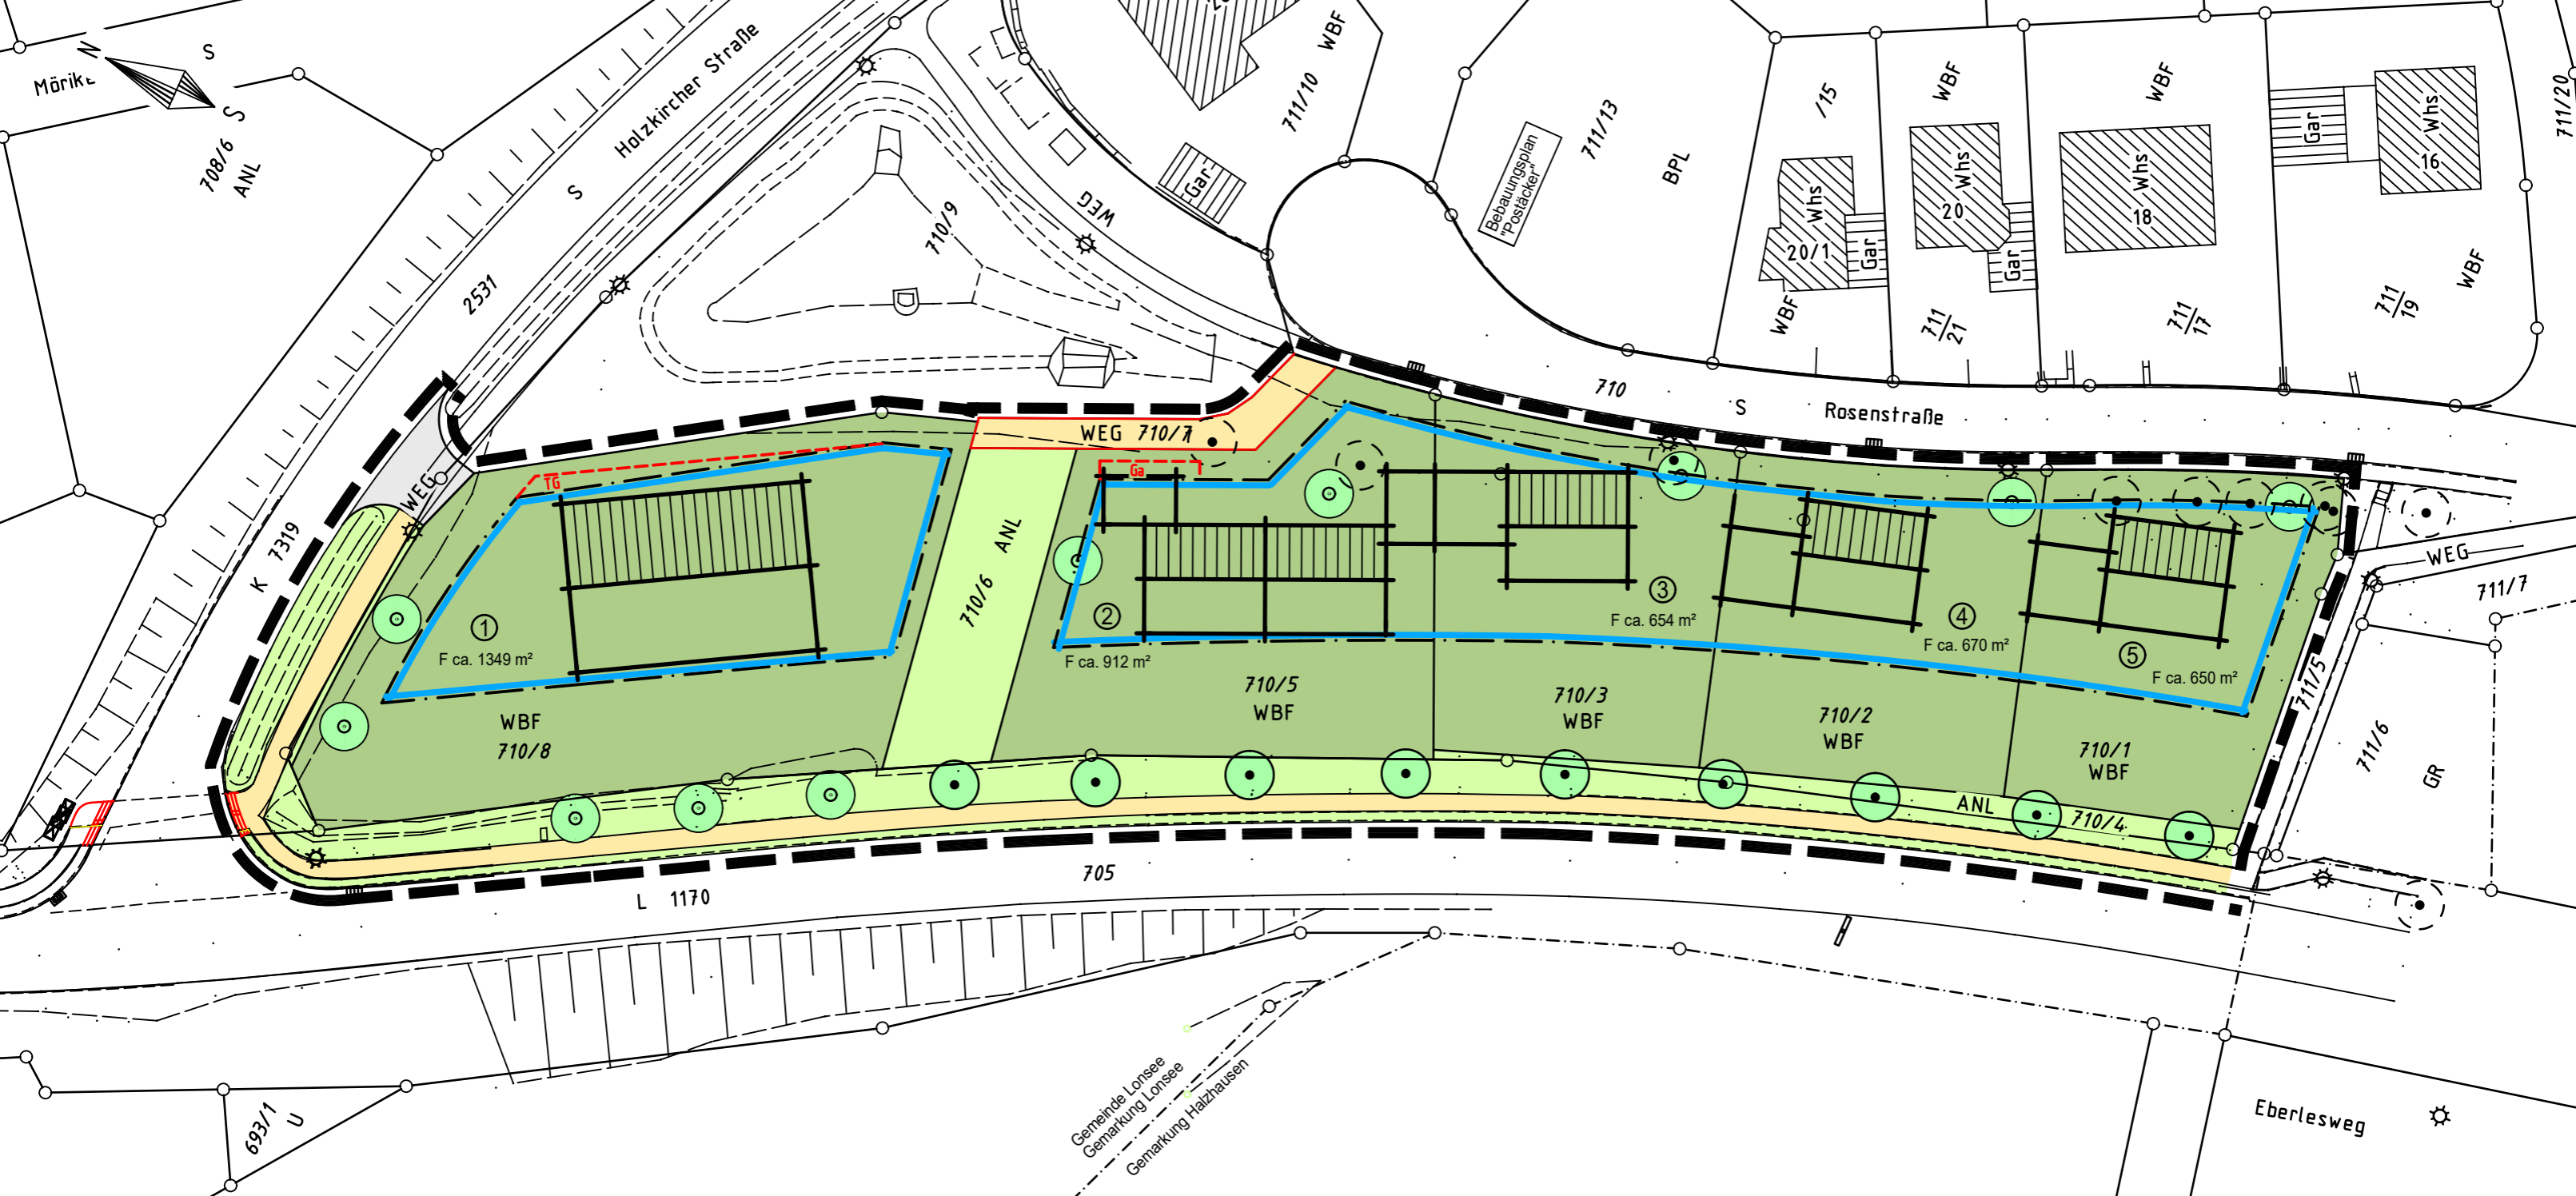 N
S
S
Mörike
708/6
ANL
Holzkircher Straße
S
2531
K 7319
WEG
710/9
WEG
Gar
711/10
WBF
Bebauungsplan
"Postäcker"
711/13
BPL
/15
Whs
20/1
Gar
WBF
WBF
Whs
20
Gar
711/21
WBF
Whs
18
711/17
Gar
Whs
16
711/19
WBF
711/20
710
S
Rosenstraße
WEG 710/7
TG
Ga
1
F ca. 1349 m²
WBF
710/8
710/6 ANL
2
F ca. 912 m²
710/5
WBF
3
F ca. 654 m²
710/3
WBF
4
F ca. 670 m²
710/2
WBF
5
F ca. 650 m²
710/1
WBF
ANL 710/4
WEG
711/7
711/5
711/6
GR
L 1170
705
Gemeinde Lonsee
Gemarkung Lonsee
Gemarkung Halzhausen
693/1
U
Eberlesweg